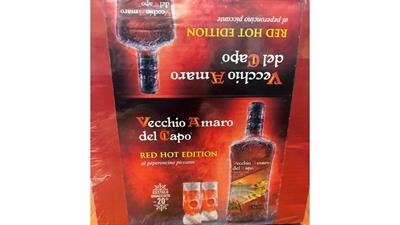 Vecchio Amaro
del Capo
RED HOT EDITION
al peperoncino piccante
Vecchio Amaro
del Capo
RED HOT EDITION
al peperoncino piccante
-20°
Vecchio Amaro
del Capo